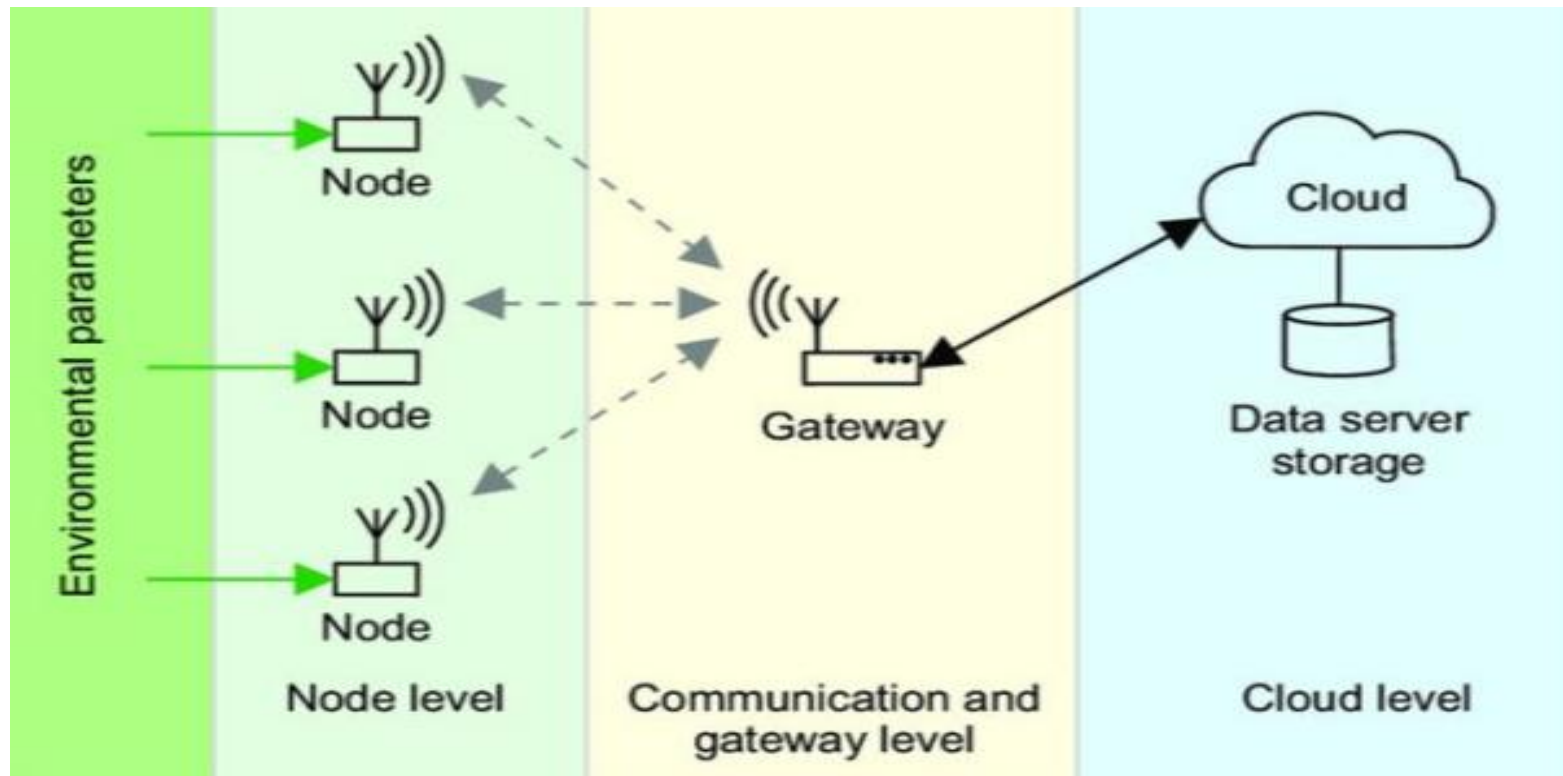 Environmental parameters
Node
Node
Node
Node level
Gateway
Communication and
gateway level
Cloud
Data server
storage
Cloud level